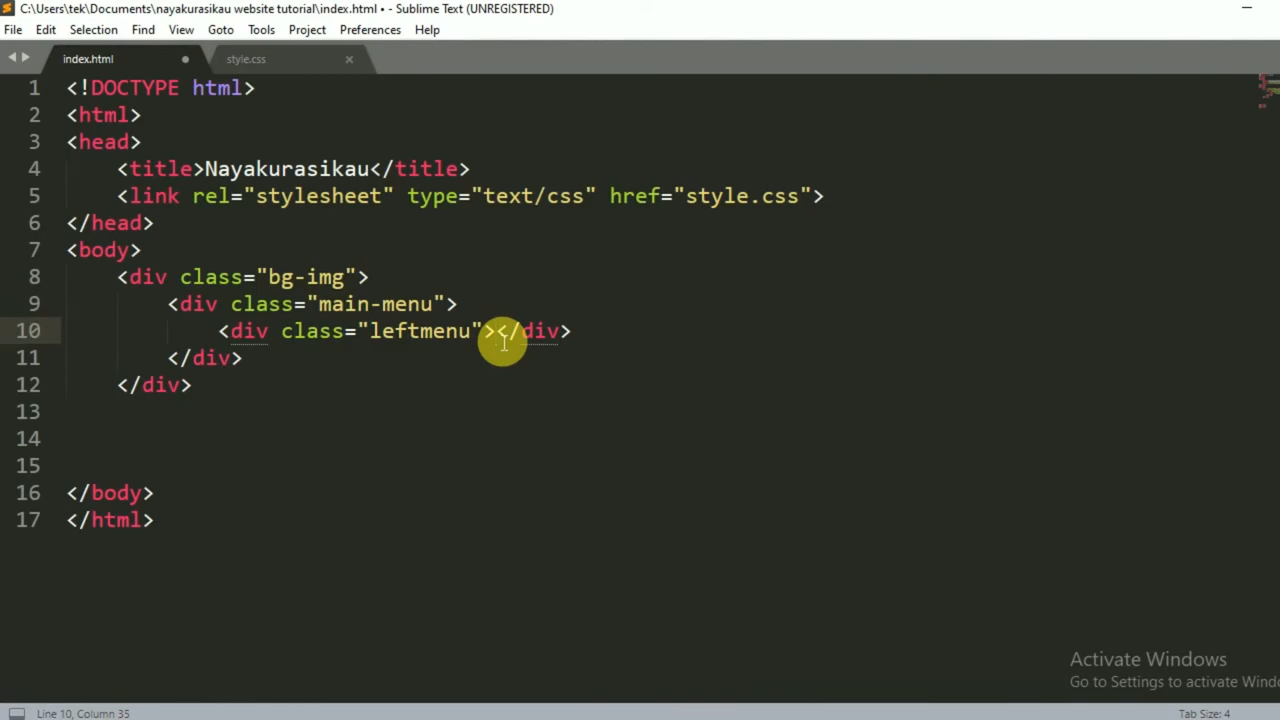 C:\Users\tek\Documents\nayakurasikau website tutorial\index.html • - Sublime Text (UNREGISTERED)
File Edit Selection Find View Goto Tools Project Preferences Help
index.html style.css
1 <!DOCTYPE html>
2 <html>
3 <head>
4 <title>Nayakurasikau</title>
5 <link rel="stylesheet" type="text/css" href="style.css">
6 </head>
7 <body>
8 <div class="bg-img">
9 <div class="main-menu">
10 <div class="leftmenu"></div>
11 </div>
12 </div>
13
14
15
16 </body>
17 </html>
Activate Windows
Go to Settings to activate Wind
Line 10, Column 35 Tab Size: 4